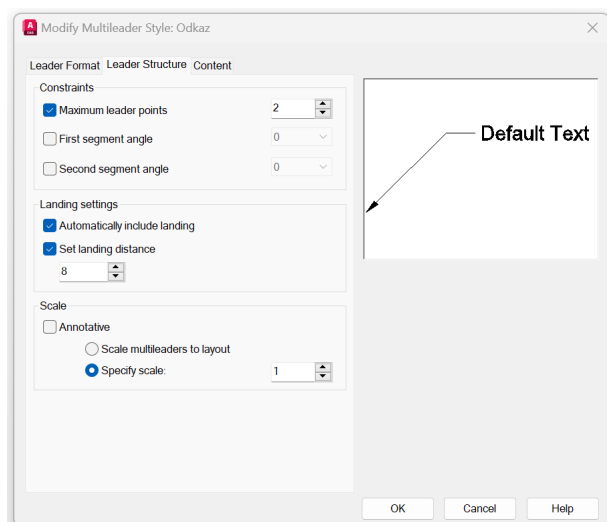 A
CAD
Modify Multileader Style: Odkaz
Leader Format Leader Structure Content
Constraints
Maximum leader points 2
First segment angle 0
Second segment angle 0
Landing settings
Automatically include landing
Set landing distance
8
Scale
Annotative
Scale multileaders to layout
Specify scale: 1
Default Text
OK Cancel Help